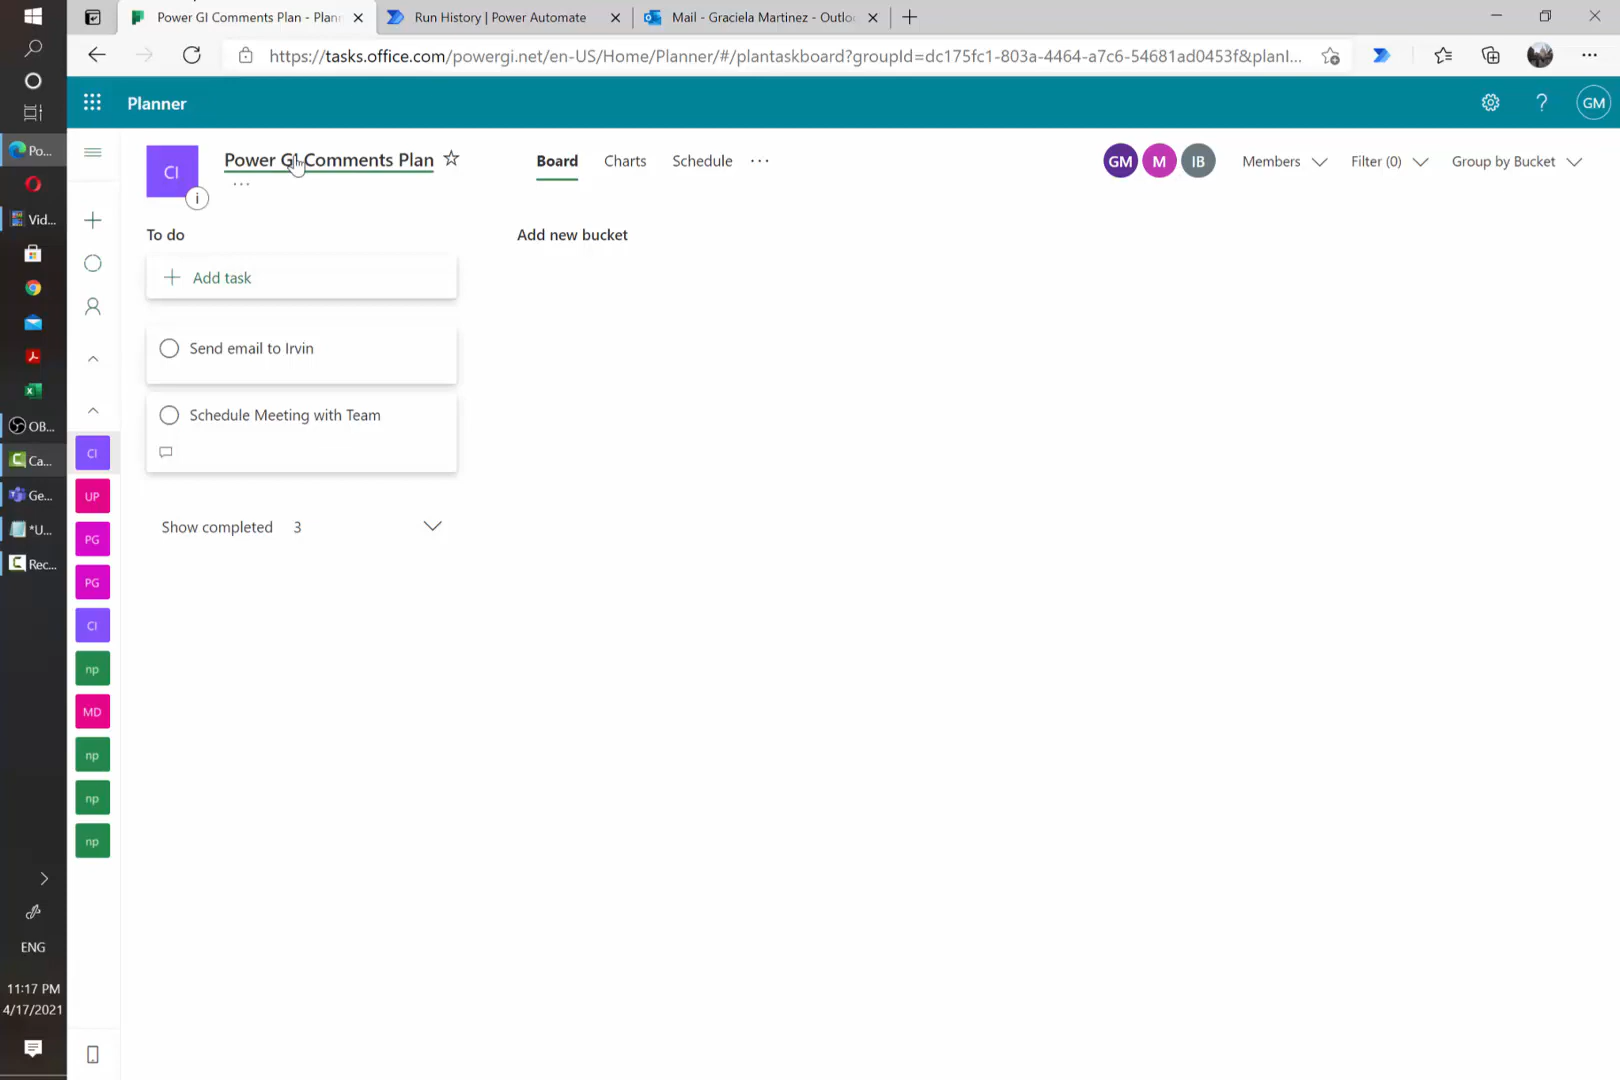 Power GI Comments Plan - Plann
Run History | Power Automate
Mail - Graciela Martinez - Outlo
https://tasks.office.com/powergi.net/en-US/Home/Planner/#/plantaskboard?groupId=dc175fc1-803a-4464-a7c6-54681ad0453f&planI...
Planner
GM
CI
Power GI Comments Plan
Board
Charts
Schedule
GM
M
IB
Members
Filter (0)
Group by Bucket
To do
Add new bucket
Add task
Send email to Irvin
Schedule Meeting with Team
Show completed 3
Po...
Vid...
OB...
Ca...
Ge...
*U...
Rec...
ENG
11:17 PM
4/17/2021
CI
UP
PG
PG
CI
np
MD
np
np
np